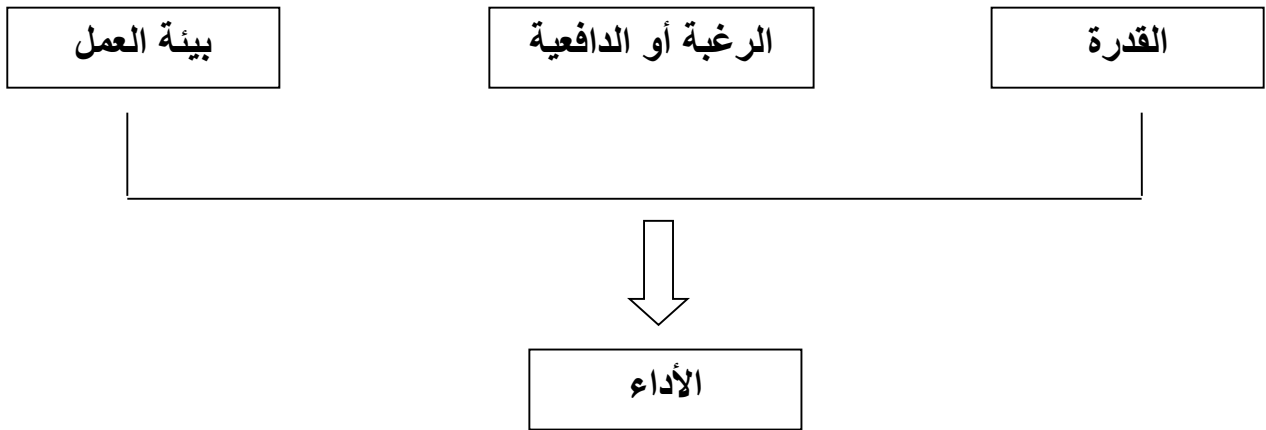 القدرة
الرغبة أو الدافعية
بيئة العمل
الأداء